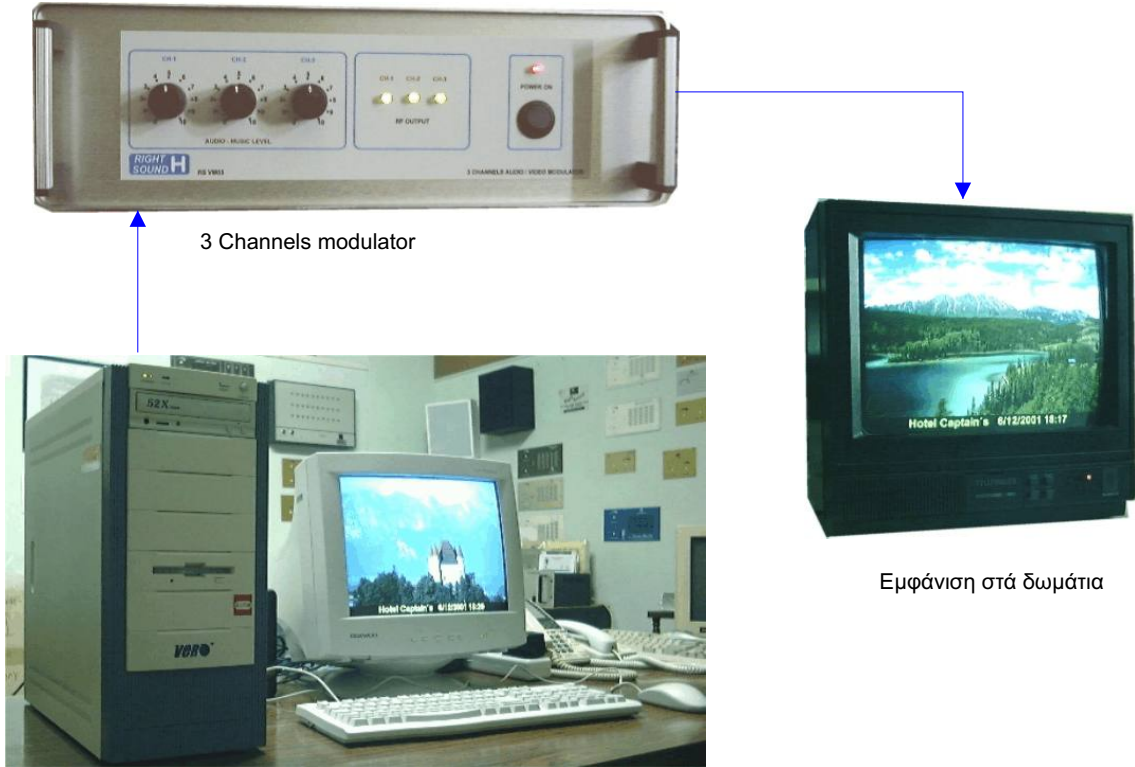 CH-1 CH-2 CH-3
CH-1 CH-2 CH-3
POWER ON
RF OUTPUT
AUDIO - MUSIC LEVEL
RIGHT
SOUND H
RS VM03
3 CHANNELS AUDIO / VIDEO MODULATOR
3 Channels modulator
Hotel Captain´s 6/12/2001 18:17
Εμφάνιση στά δωμάτια
52X
Hotel Captain´s 6/12/2001
DAEWOO
VERO